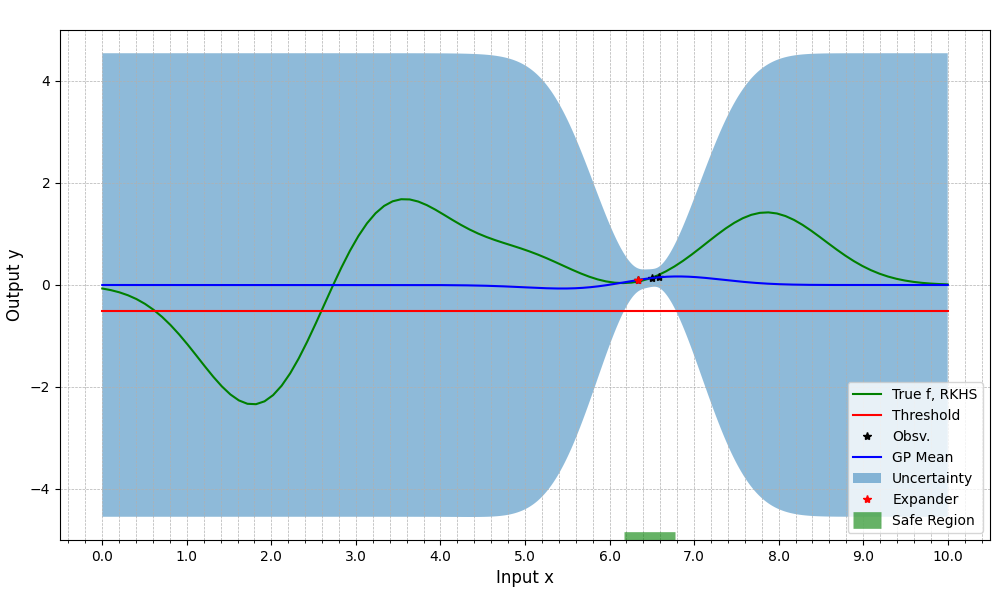 4
2
0
−2
−4
Output y
0.0 1.0 2.0 3.0 4.0 5.0 6.0 7.0 8.0 9.0 10.0
Input x
True f, RKHS
Threshold
Obsv.
GP Mean
Uncertainty
Expander
Safe Region